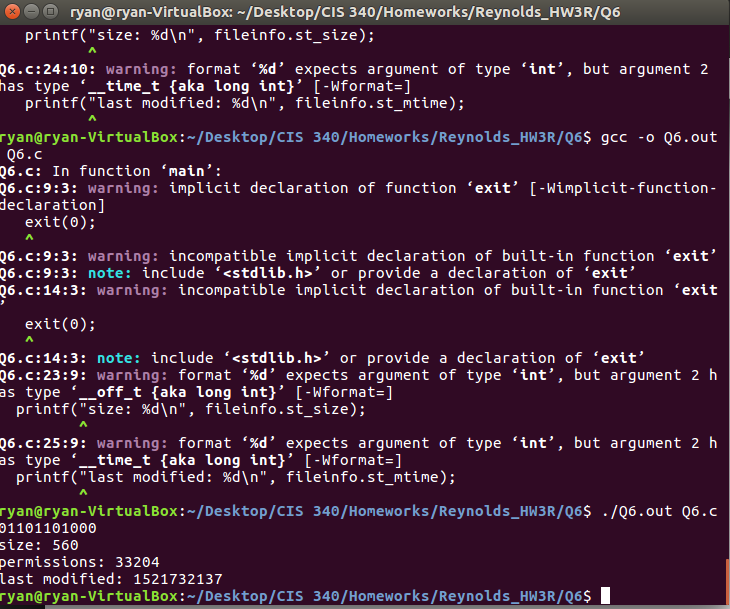 ryan@ryan-VirtualBox: ~/Desktop/CIS 340/Homeworks/Reynolds_HW3R/Q6
printf("size: %d\n", fileinfo.st_size);
^
Q6.c:24:10: warning: format ‘%d’ expects argument of type ‘int’, but argument 2
has type ‘__time_t {aka long int}’ [-Wformat=]
printf("last modified: %d\n", fileinfo.st_mtime);
^
ryan@ryan-VirtualBox:~/Desktop/CIS 340/Homeworks/Reynolds_HW3R/Q6$ gcc -o Q6.out
Q6.c
Q6.c: In function ‘main’:
Q6.c:9:3: warning: implicit declaration of function ‘exit’ [-Wimplicit-function-
declaration]
exit(0);
^
Q6.c:9:3: warning: incompatible implicit declaration of built-in function ‘exit’
Q6.c:9:3: note: include ‘<stdlib.h>’ or provide a declaration of ‘exit’
Q6.c:14:3: warning: incompatible implicit declaration of built-in function ‘exit
’
exit(0);
^
Q6.c:14:3: note: include ‘<stdlib.h>’ or provide a declaration of ‘exit’
Q6.c:23:9: warning: format ‘%d’ expects argument of type ‘int’, but argument 2 h
as type ‘__off_t {aka long int}’ [-Wformat=]
printf("size: %d\n", fileinfo.st_size);
^
Q6.c:25:9: warning: format ‘%d’ expects argument of type ‘int’, but argument 2 h
as type ‘__time_t {aka long int}’ [-Wformat=]
printf("last modified: %d\n", fileinfo.st_mtime);
^
ryan@ryan-VirtualBox:~/Desktop/CIS 340/Homeworks/Reynolds_HW3R/Q6$ ./Q6.out Q6.c
01101101000
size: 560
permissions: 33204
last modified: 1521732137
ryan@ryan-VirtualBox:~/Desktop/CIS 340/Homeworks/Reynolds_HW3R/Q6$